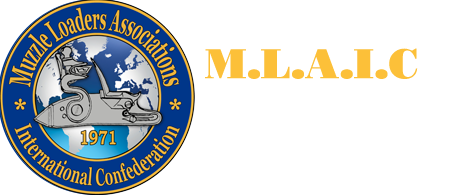 Muzzle Loaders Associations
1971
International Confederation
M.L.A.I.C